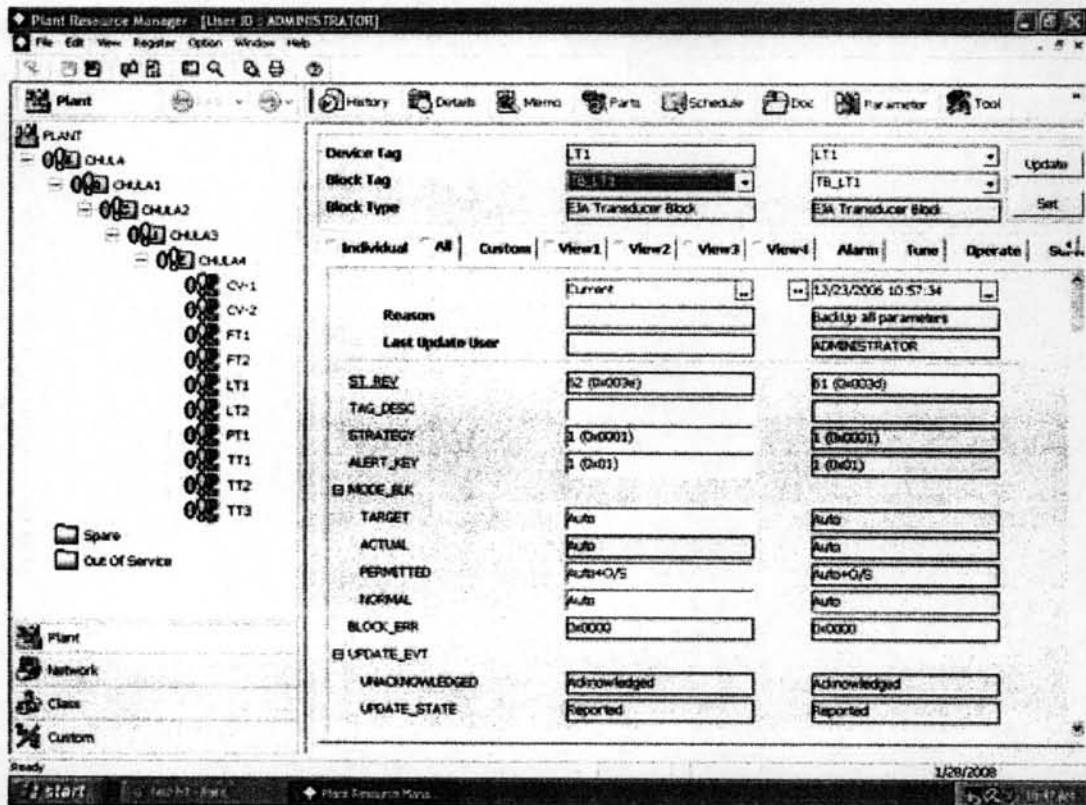 Plant Resource Manager - [User ID : ADMINISTRATOR]
File Edit View Register Option Window Help
Plant
History Details Memo Parts Schedule Doc Parameter Tool
PLANT
CHULA
CHULA1
CHULA2
CHULA3
CHULA4
CV-1
CV-2
FT1
FT2
LT1
LT2
PT1
TT1
TT2
TT3
Spare
Out Of Service
Plant
Network
Class
Custom
Device Tag LT1 LT1 Update
Block Tag TB_LT1 TB_LT1
Block Type EJA Transducer Block EJA Transducer Block Set
Individual All Custom View1 View2 View3 View4 Alarm Tune Operate
Current 12/23/2006 10:57:34
Reason BackUp all parameters
Last Update User ADMINISTRATOR
ST_REV 62 (0x003e) 61 (0x003d)
TAG_DESC
STRATEGY 1 (0x0001) 1 (0x0001)
ALERT_KEY 1 (0x01) 1 (0x01)
MODE_BLK
TARGET Auto Auto
ACTUAL Auto Auto
PERMITTED Auto+O/S Auto+O/S
NORMAL Auto Auto
BLOCK_ERR 0x0000 0x0000
UPDATE_EVT
UNACKNOWLEDGED Acknowledged Acknowledged
UPDATE_STATE Reported Reported
Ready 1/28/2008
start Plant Resource Mana...